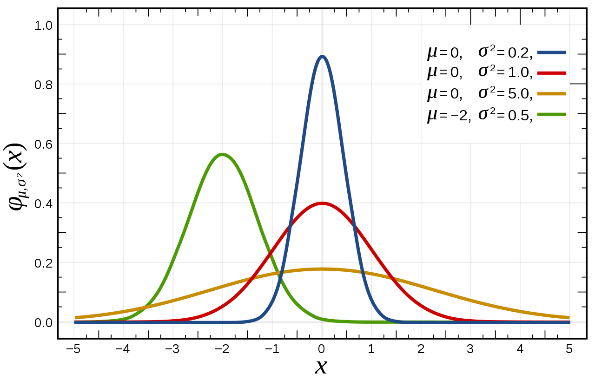 1.0
0.8
0.6
0.4
0.2
0.0
φμ,σ²(x)
μ=0, σ²=0.2,
μ=0, σ²=1.0,
μ=0, σ²=5.0,
μ=−2, σ²=0.5,
−5 −4 −3 −2 −1 0 1 2 3 4 5
x